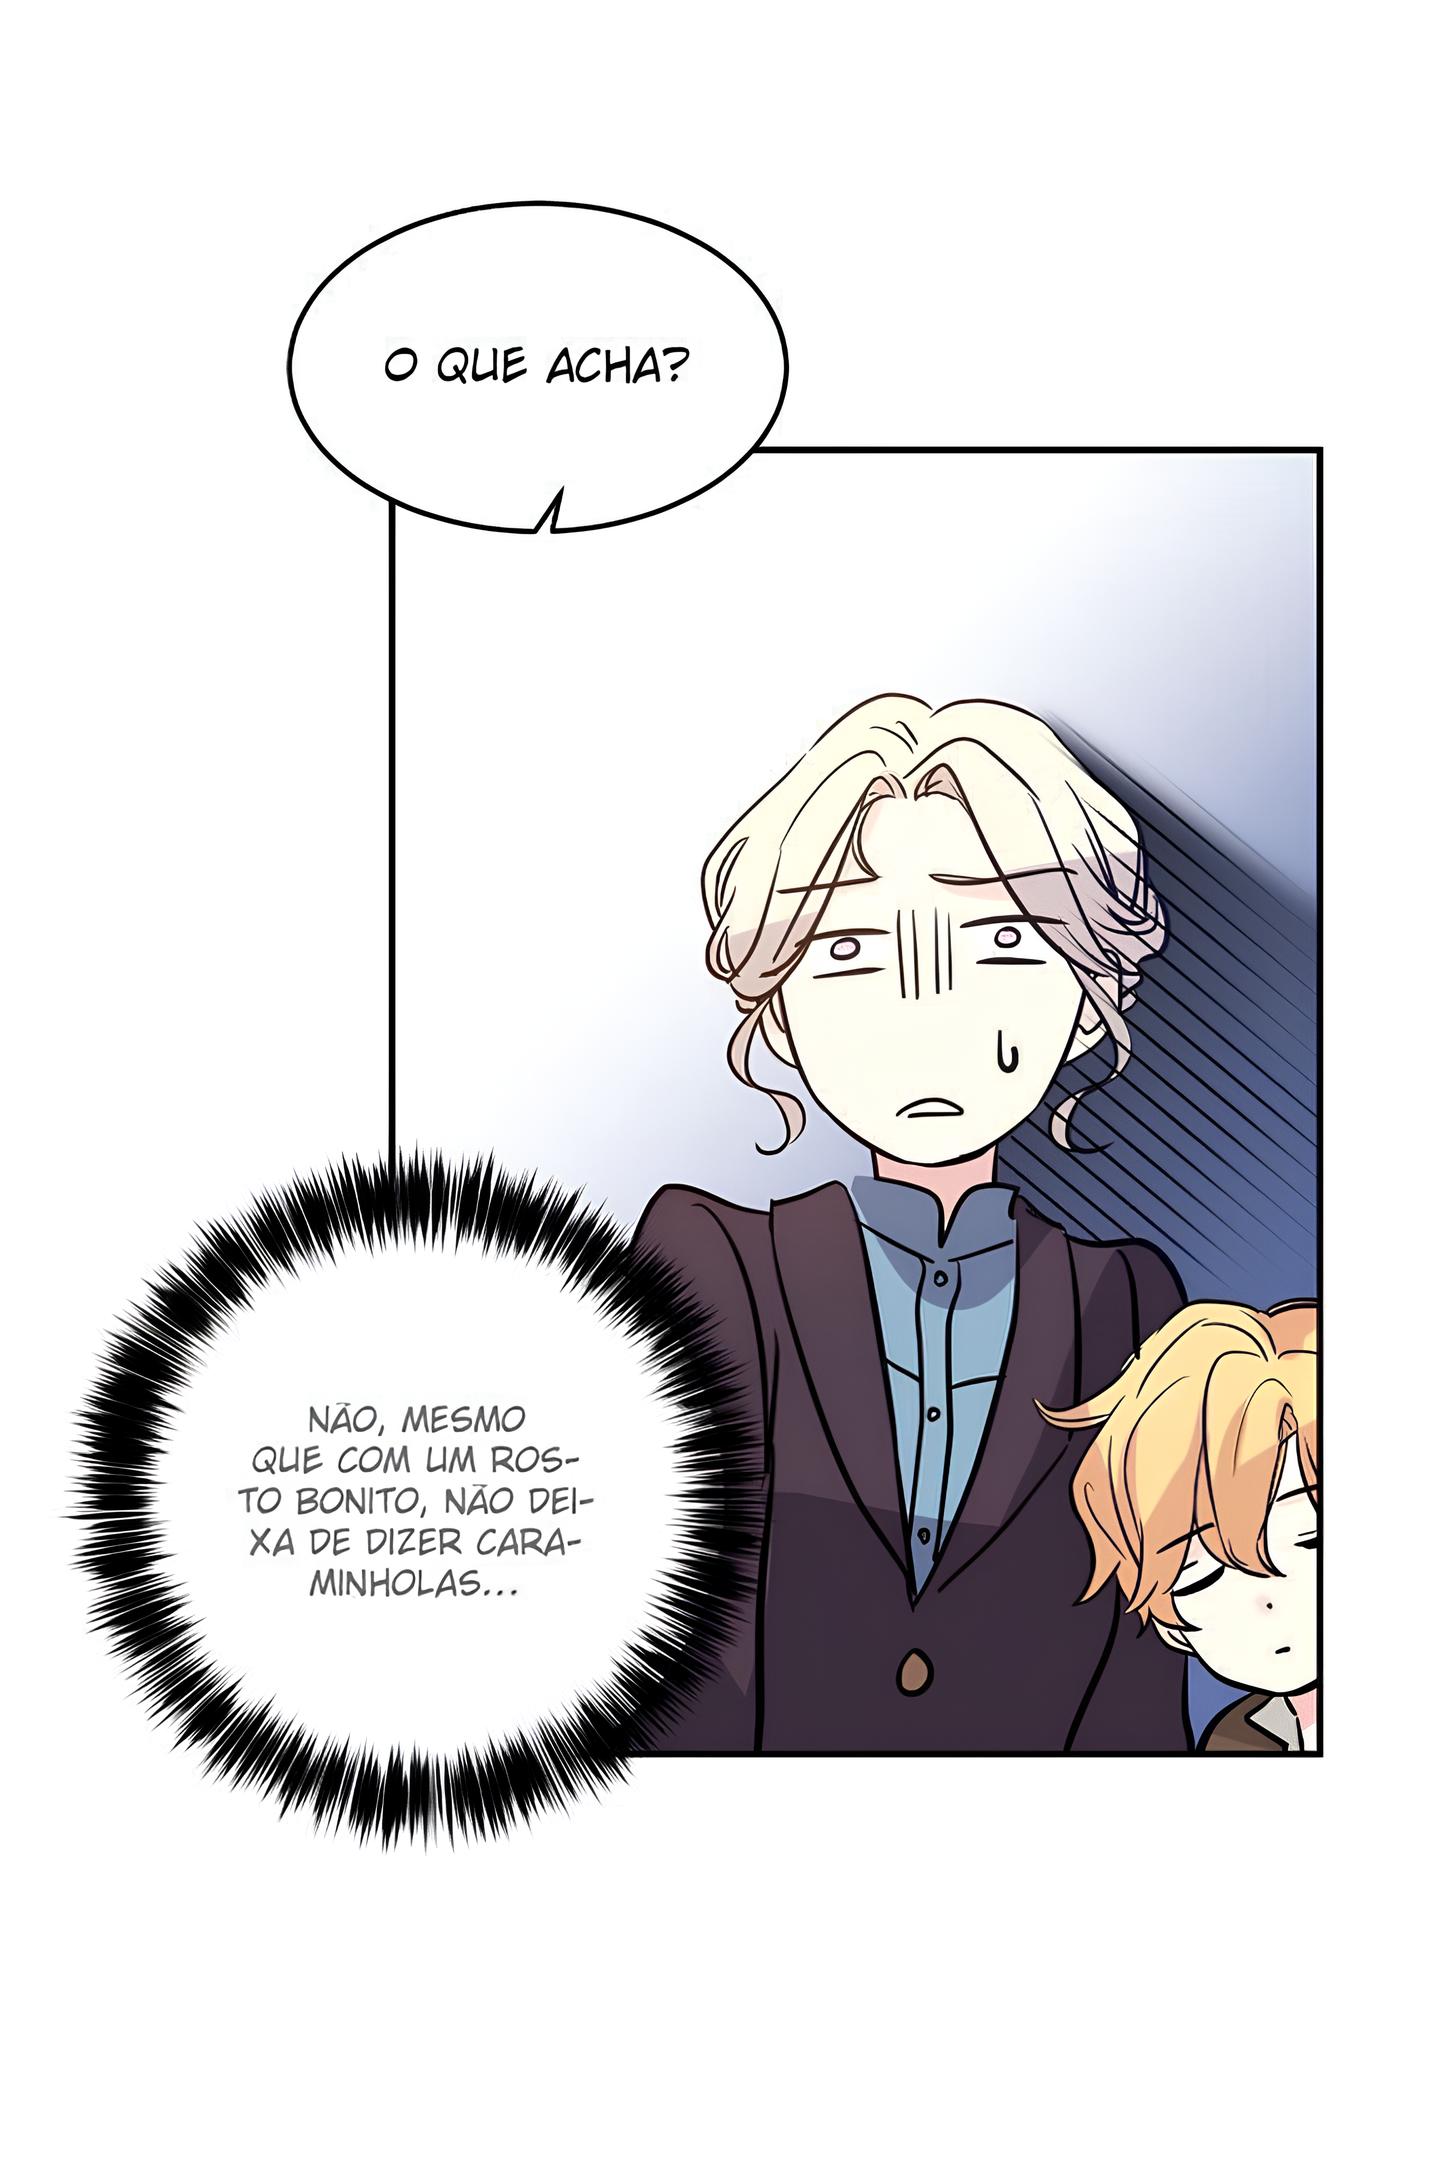 O QUE ACHA?
NÃO, MESMO
QUE COM UM ROS-
TO BONITO, NÃO DEI-
XA DE DIZER CARA-
MINHOLAS...